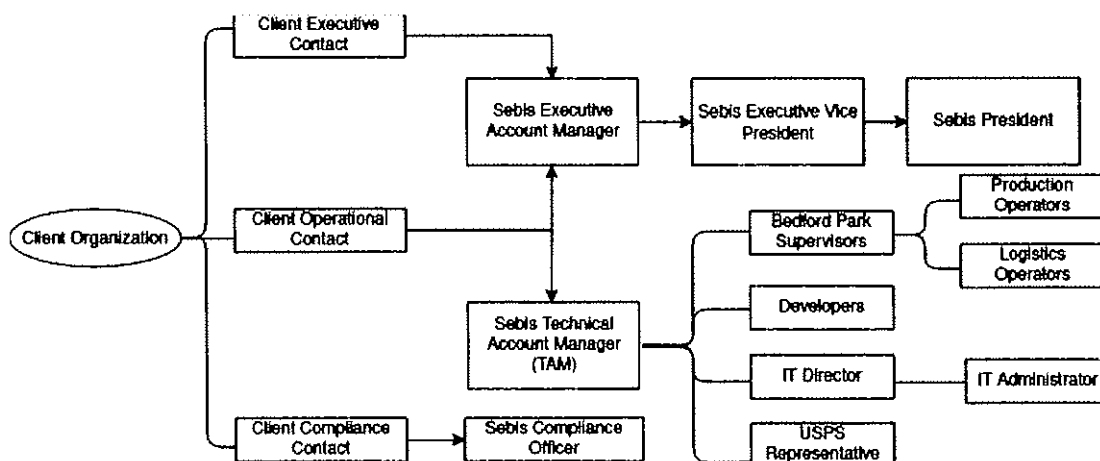 Client Executive
Contact
Sebis Executive
Account Manager
Sebis Executive Vice
President
Sebis President
Client Organization
Client Operational
Contact
Bedford Park
Supervisors
Production
Operators
Logistics
Operators
Sebis Technical
Account Manager
(TAM)
Developers
IT Director
IT Administrator
Client Compliance
Contact
Sebis Compliance
Officer
USPS
Representative